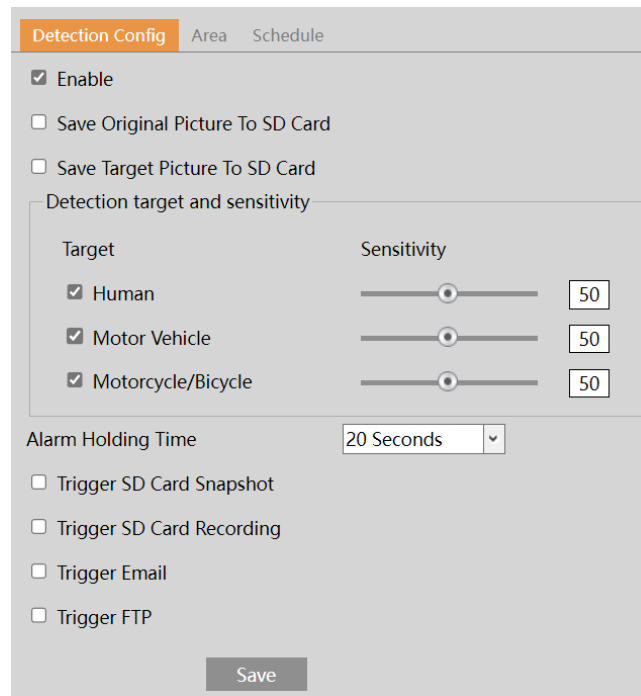 Detection Config Area Schedule
Enable
Save Original Picture To SD Card
Save Target Picture To SD Card
Detection target and sensitivity
Target Sensitivity
Human 50
Motor Vehicle 50
Motorcycle/Bicycle 50
Alarm Holding Time 20 Seconds
Trigger SD Card Snapshot
Trigger SD Card Recording
Trigger Email
Trigger FTP
Save